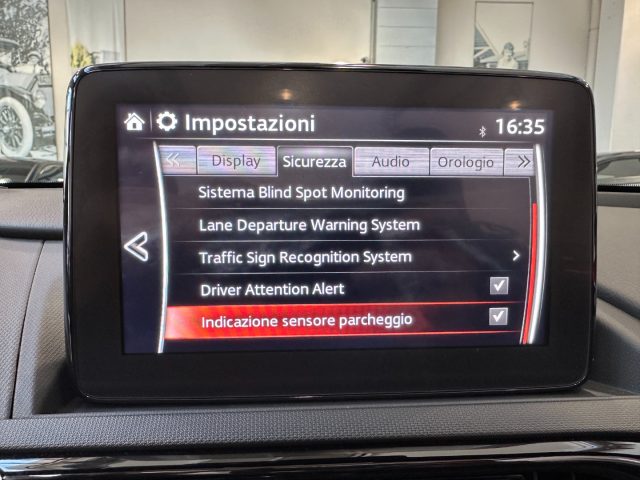 Impostazioni
16:35
Display Sicurezza Audio Orologio
Sistema Blind Spot Monitoring
Lane Departure Warning System
Traffic Sign Recognition System
Driver Attention Alert
Indicazione sensore parcheggio